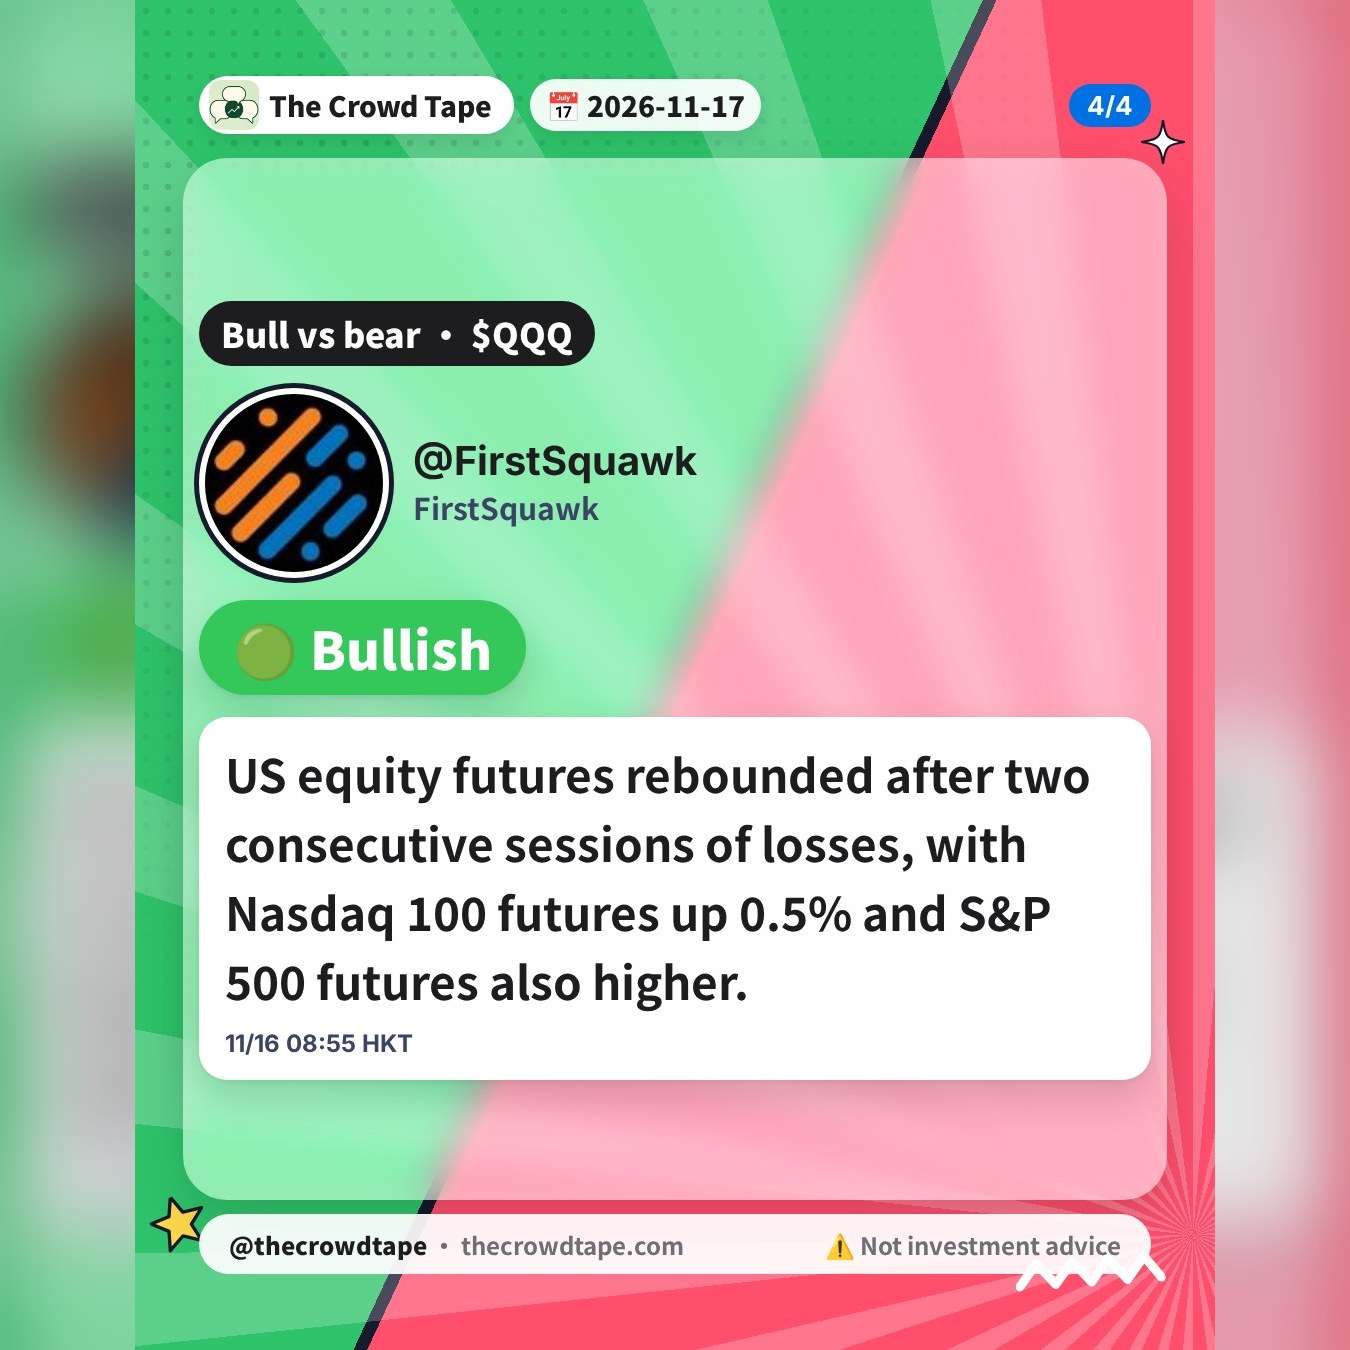 The Crowd Tape
📅 2026-11-17
4/4
Bull vs bear • $QQQ
@FirstSquawk
FirstSquawk
🟢 Bullish
US equity futures rebounded after two
consecutive sessions of losses, with
Nasdaq 100 futures up 0.5% and S&P
500 futures also higher.
11/16 08:55 HKT
@thecrowdtape • thecrowdtape.com
⚠️ Not investment advice